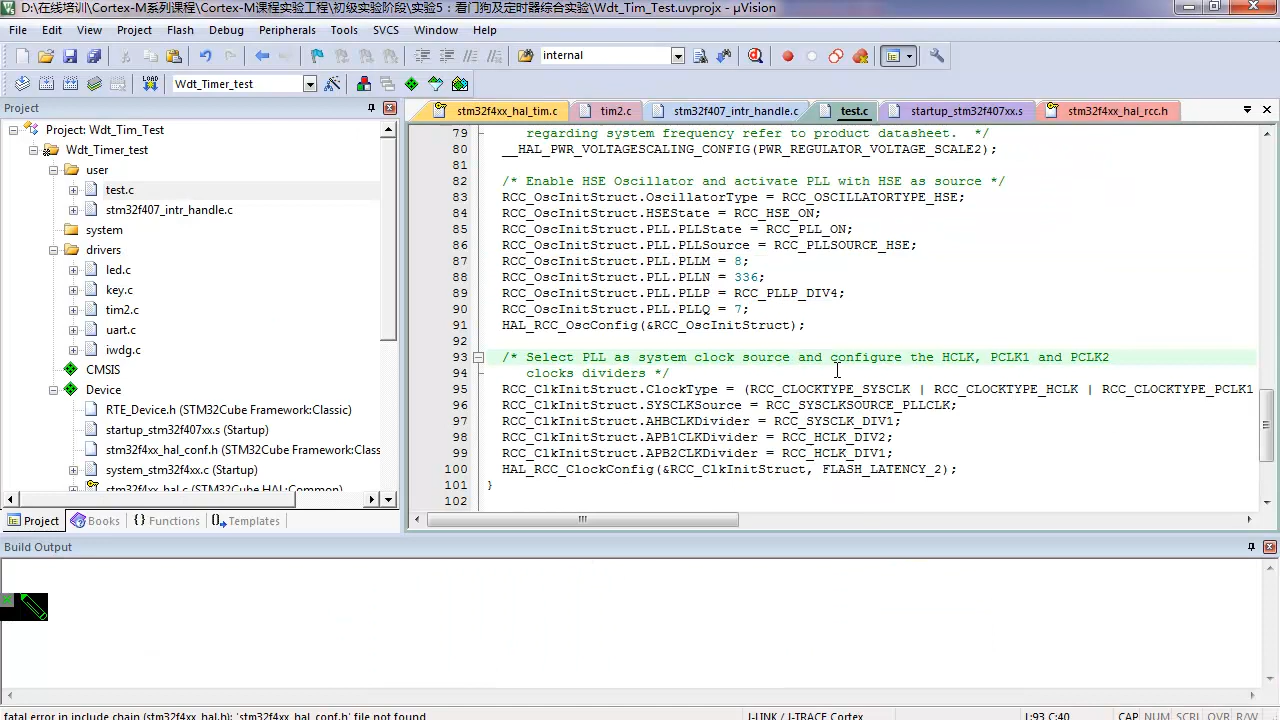 D:\在线培训\Cortex-M系列课程\Cortex-M课程实验工程\初级实验阶段\实验5：看门狗及定时器综合实验\Wdt_Tim_Test.uvprojx - µVision
File Edit View Project Flash Debug Peripherals Tools SVCS Window Help
internal
LOAD Wdt_Timer_test
Project
stm32f4xx_hal_tim.c tim2.c stm32f407_intr_handle.c test.c startup_stm32f407xx.s stm32f4xx_hal_rcc.h
Project: Wdt_Tim_Test
Wdt_Timer_test
user
test.c
stm32f407_intr_handle.c
system
drivers
led.c
key.c
tim2.c
uart.c
iwdg.c
CMSIS
Device
RTE_Device.h (STM32Cube Framework:Classic)
startup_stm32f407xx.s (Startup)
stm32f4xx_hal_conf.h (STM32Cube Framework:Class
system_stm32f4xx.c (Startup)
stm32f4xx_hal.c (STM32Cube HAL:Common)
79 regarding system frequency refer to product datasheet. */
80 __HAL_PWR_VOLTAGESCALING_CONFIG(PWR_REGULATOR_VOLTAGE_SCALE2);
81
82 /* Enable HSE Oscillator and activate PLL with HSE as source */
83 RCC_OscInitStruct.OscillatorType = RCC_OSCILLATORTYPE_HSE;
84 RCC_OscInitStruct.HSEState = RCC_HSE_ON;
85 RCC_OscInitStruct.PLL.PLLState = RCC_PLL_ON;
86 RCC_OscInitStruct.PLL.PLLSource = RCC_PLLSOURCE_HSE;
87 RCC_OscInitStruct.PLL.PLLM = 8;
88 RCC_OscInitStruct.PLL.PLLN = 336;
89 RCC_OscInitStruct.PLL.PLLP = RCC_PLLP_DIV4;
90 RCC_OscInitStruct.PLL.PLLQ = 7;
91 HAL_RCC_OscConfig(&RCC_OscInitStruct);
92
93 /* Select PLL as system clock source and configure the HCLK, PCLK1 and PCLK2
94 clocks dividers */
95 RCC_ClkInitStruct.ClockType = (RCC_CLOCKTYPE_SYSCLK | RCC_CLOCKTYPE_HCLK | RCC_CLOCKTYPE_PCLK1
96 RCC_ClkInitStruct.SYSCLKSource = RCC_SYSCLKSOURCE_PLLCLK;
97 RCC_ClkInitStruct.AHBCLKDivider = RCC_SYSCLK_DIV1;
98 RCC_ClkInitStruct.APB1CLKDivider = RCC_HCLK_DIV2;
99 RCC_ClkInitStruct.APB2CLKDivider = RCC_HCLK_DIV1;
100 HAL_RCC_ClockConfig(&RCC_ClkInitStruct, FLASH_LATENCY_2);
101 }
102
Project Books Functions Templates
Build Output
fatal error in include chain (stm32f4xx_hal.h): 'stm32f4xx_hal_conf.h' file not found J-LINK / J-TRACE Cortex L:93 C:40 CAP NUM SCRL OVR R/W